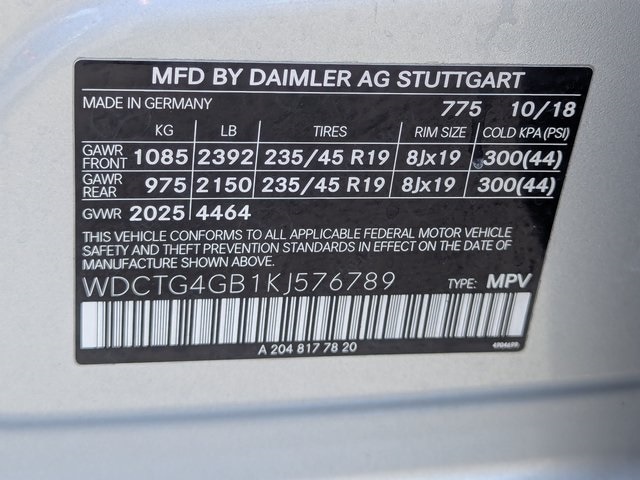 MFD BY DAIMLER AG STUTTGART
MADE IN GERMANY 775 10/18
KG LB TIRES RIM SIZE COLD KPA(PSI)
GAWR FRONT 1085 2392 235/45 R19 8Jx19 300(44)
GAWR REAR 975 2150 235/45 R19 8Jx19 300(44)
GWR 2025 4464
THIS VEHICLE CONFORMS TO ALL APPLICABLE FEDERAL MOTOR VEHICLE
SAFETY AND THEFT PREVENTION STANDARDS IN EFFECT ON THE DATE
OF MANUFACTURE SHOWN ABOVE.
WDCTG4GB1KJ576789 TYPE: MPV
A 204 817 78 20